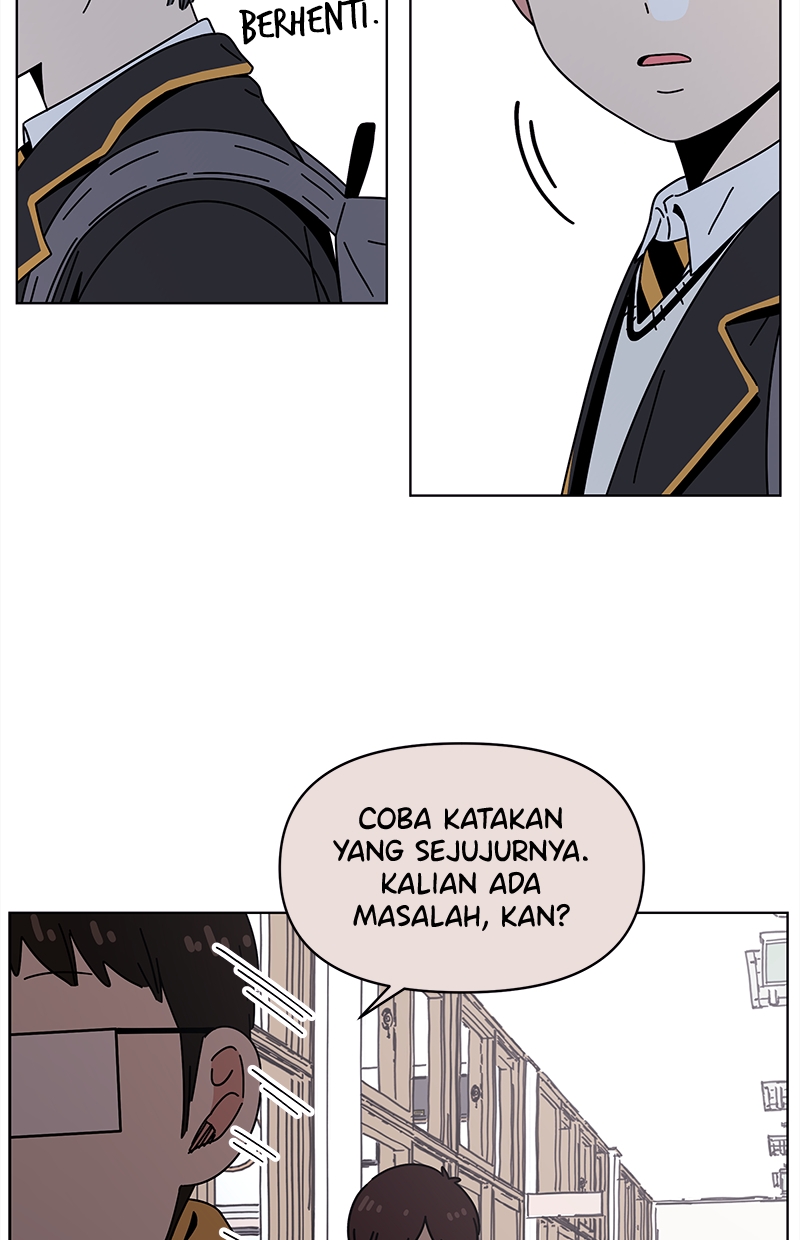 BERHENTI.
COBA KATAKAN
YANG SEJUJURNYA.
KALIAN ADA
MASALAH, KAN?